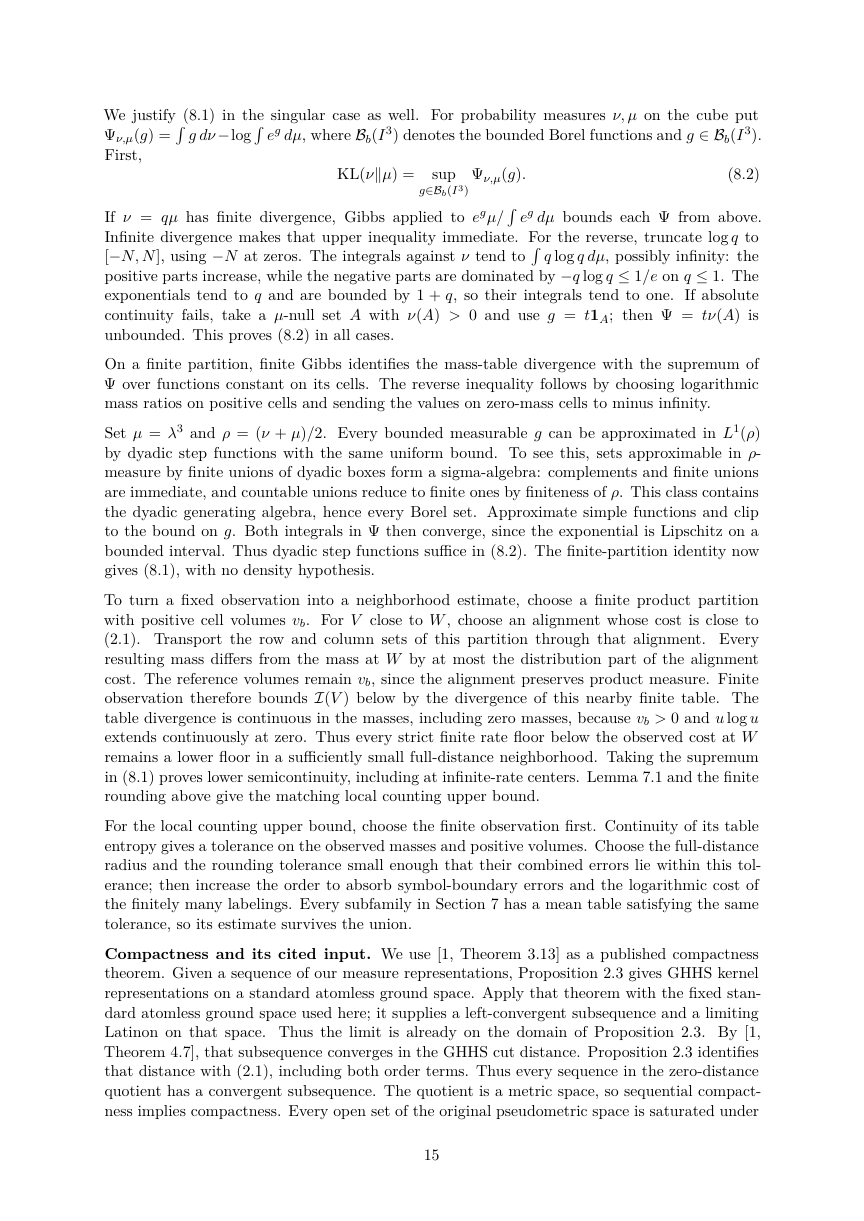 We justify (8.1) in the singular case as well. For probability measures ν, μ on the cube put
Ψ_{ν,μ}(g) = ∫ g dν − log ∫ e^g dμ, where 𝓑_b(I³) denotes the bounded Borel functions and g ∈ 𝓑_b(I³).
First,
KL(ν‖μ) = sup_{g∈𝓑_b(I³)} Ψ_{ν,μ}(g). (8.2)
If ν = qμ has finite divergence, Gibbs applied to e^g μ/ ∫ e^g dμ bounds each Ψ from above.
Infinite divergence makes that upper inequality immediate. For the reverse, truncate log q to
[−N, N], using −N at zeros. The integrals against ν tend to ∫ q log q dμ, possibly infinity: the
positive parts increase, while the negative parts are dominated by −q log q ≤ 1/e on q ≤ 1. The
exponentials tend to q and are bounded by 1 + q, so their integrals tend to one. If absolute
continuity fails, take a μ-null set A with ν(A) > 0 and use g = t𝟏_A; then Ψ = tν(A) is
unbounded. This proves (8.2) in all cases.
On a finite partition, finite Gibbs identifies the mass-table divergence with the supremum of
Ψ over functions constant on its cells. The reverse inequality follows by choosing logarithmic
mass ratios on positive cells and sending the values on zero-mass cells to minus infinity.
Set μ = λ³ and ρ = (ν + μ)/2. Every bounded measurable g can be approximated in L¹(ρ)
by dyadic step functions with the same uniform bound. To see this, sets approximable in ρ-
measure by finite unions of dyadic boxes form a sigma-algebra: complements and finite unions
are immediate, and countable unions reduce to finite ones by finiteness of ρ. This class contains
the dyadic generating algebra, hence every Borel set. Approximate simple functions and clip
to the bound on g. Both integrals in Ψ then converge, since the exponential is Lipschitz on a
bounded interval. Thus dyadic step functions suffice in (8.2). The finite-partition identity now
gives (8.1), with no density hypothesis.
To turn a fixed observation into a neighborhood estimate, choose a finite product partition
with positive cell volumes v_b. For V close to W, choose an alignment whose cost is close to
(2.1). Transport the row and column sets of this partition through that alignment. Every
resulting mass differs from the mass at W by at most the distribution part of the alignment
cost. The reference volumes remain v_b, since the alignment preserves product measure. Finite
observation therefore bounds 𝓘(V) below by the divergence of this nearby finite table. The
table divergence is continuous in the masses, including zero masses, because v_b > 0 and u log u
extends continuously at zero. Thus every strict finite rate floor below the observed cost at W
remains a lower floor in a sufficiently small full-distance neighborhood. Taking the supremum
in (8.1) proves lower semicontinuity, including at infinite-rate centers. Lemma 7.1 and the finite
rounding above give the matching local counting upper bound.
For the local counting upper bound, choose the finite observation first. Continuity of its table
entropy gives a tolerance on the observed masses and positive volumes. Choose the full-distance
radius and the rounding tolerance small enough that their combined errors lie within this tol-
erance; then increase the order to absorb symbol-boundary errors and the logarithmic cost of
the finitely many labelings. Every subfamily in Section 7 has a mean table satisfying the same
tolerance, so its estimate survives the union.
Compactness and its cited input. We use [1, Theorem 3.13] as a published compactness
theorem. Given a sequence of our measure representations, Proposition 2.3 gives GHHS kernel
representations on a standard atomless ground space. Apply that theorem with the fixed stan-
dard atomless ground space used here; it supplies a left-convergent subsequence and a limiting
Latinon on that space. Thus the limit is already on the domain of Proposition 2.3. By [1,
Theorem 4.7], that subsequence converges in the GHHS cut distance. Proposition 2.3 identifies
that distance with (2.1), including both order terms. Thus every sequence in the zero-distance
quotient has a convergent subsequence. The quotient is a metric space, so sequential compact-
ness implies compactness. Every open set of the original pseudometric space is saturated under
15